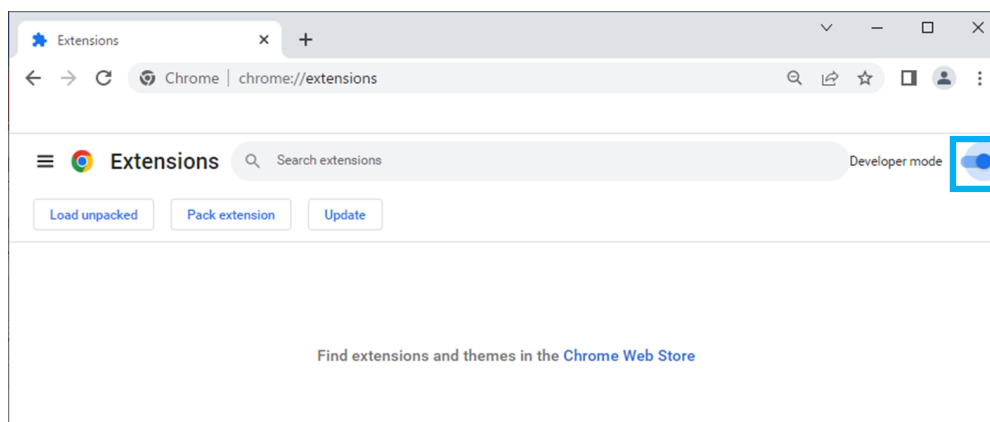 Extensions
Chrome | chrome://extensions
Extensions
Search extensions
Developer mode
Load unpacked
Pack extension
Update
Find extensions and themes in the Chrome Web Store